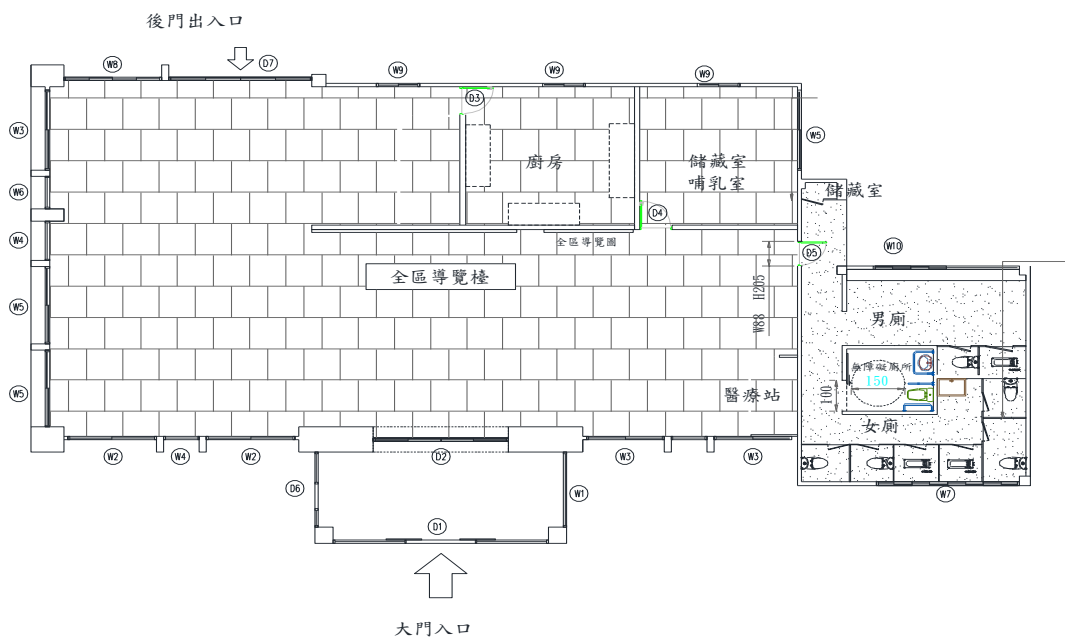 後門出入口
W8
D7
W9
W9
W9
D3
W3
W5
廚房
儲藏室
哺乳室
W6
儲藏室
D4
W4
全區導覽圖
D5
W10
全區導覽檯
W88 H205
W5
男廁
無障礙廁所
150
W5
醫療站
100
女廁
W2
W4
W2
D2
W3
W3
D6
W1
W7
D1
大門入口